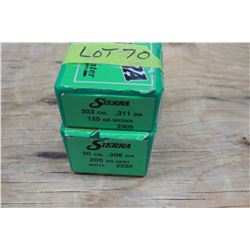 LOT 70
SIERRA
303 CAL .311 DIA
125 GR. SPITZER
2305
SIERRA
30 CAL .308 DIA
200 GR. HPBT
MATCH 2230